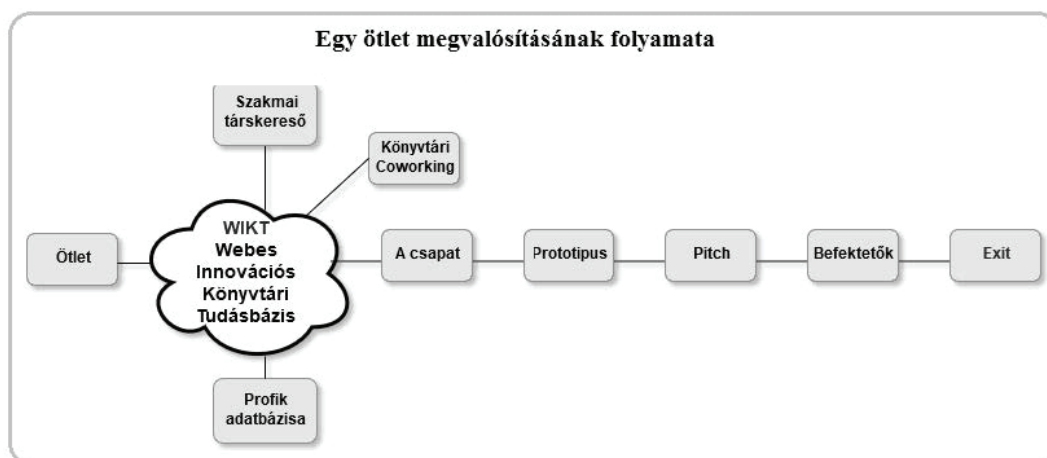 Egy ötlet megvalósításának folyamata
Szakmai
társkereső
Könyvtári
Coworking
Ötlet
WIKT
Webes
Innovációs
Könyvtári
Tudásbázis
A csapat
Prototipus
Pitch
Befektetők
Exit
Profik
adatbázisa